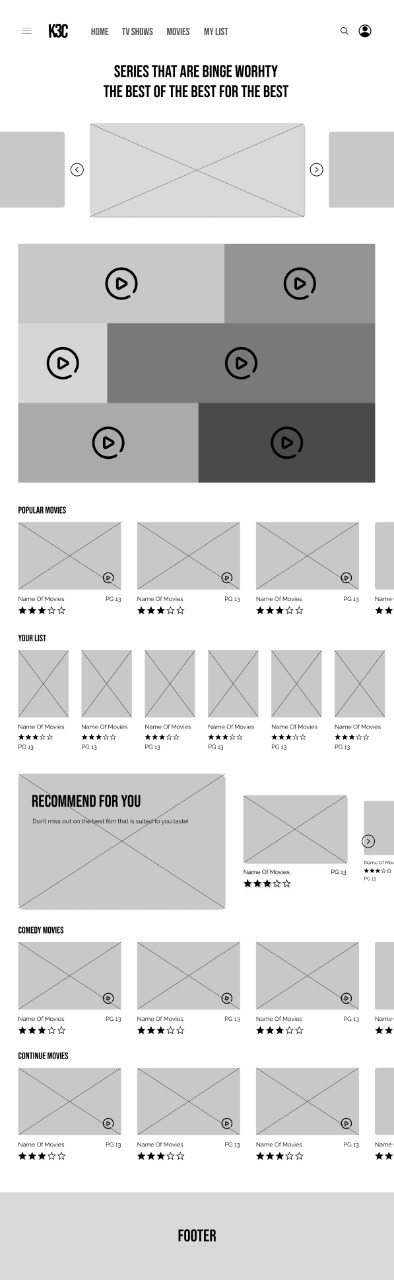 K3C HOME TV SHOWS MOVIES MY LIST
SERIES THAT ARE BINGE WORHTY
THE BEST OF THE BEST FOR THE BEST
POPULAR MOVIES
Name Of Movies PG 13 Name Of Movies PG 13 Name Of Movies PG 13 Name
YOUR LIST
Name Of Movies Name Of Movies Name Of Movies Name Of Movies Name Of Movies Name Of Movies
PG 13 PG 13 PG 13 PG 13 PG 13 PG 13
RECOMMEND FOR YOU
Don't miss out on the best film that is suited to you taste!
Name Of Movies PG 13 Name Of Mov
PG 13
COMEDY MOVIES
Name Of Movies PG 13 Name Of Movies PG 13 Name Of Movies PG 13 Name
CONTINUE MOVIES
Name Of Movies PG 13 Name Of Movies PG 13 Name Of Movies PG 13 Name
FOOTER